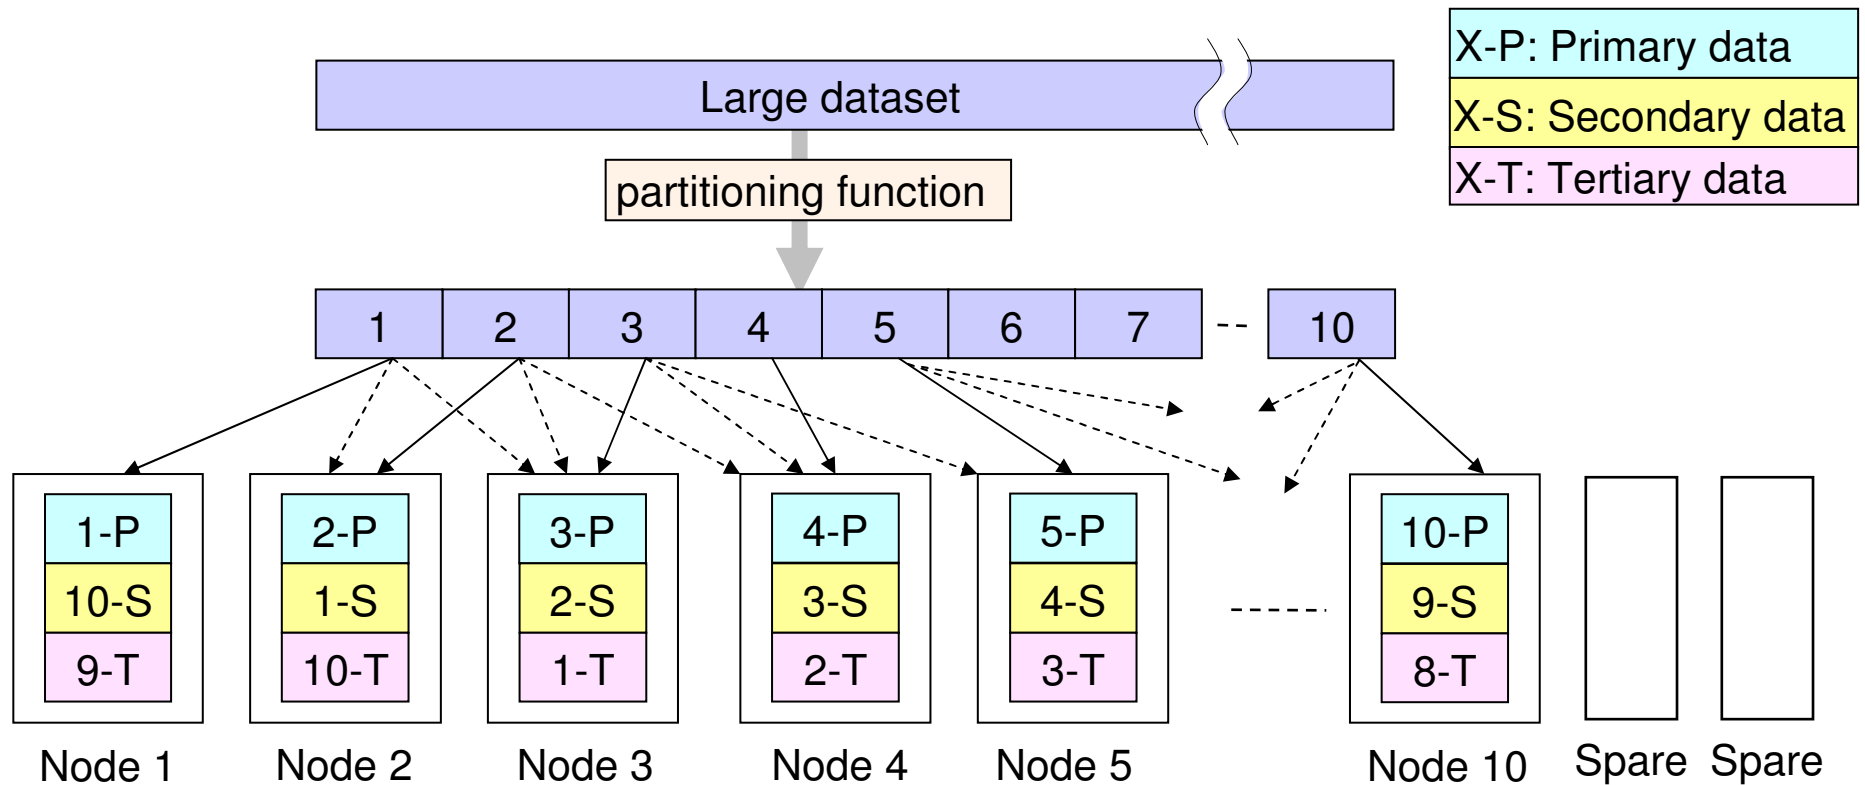 X-P: Primary data
X-S: Secondary data
X-T: Tertiary data
Large dataset
partitioning function
1 2 3 4 5 6 7 -- 10
1-P 2-P 3-P 4-P 5-P 10-P
10-S 1-S 2-S 3-S 4-S 9-S
9-T 10-T 1-T 2-T 3-T 8-T
Node 1 Node 2 Node 3 Node 4 Node 5 Node 10 Spare Spare